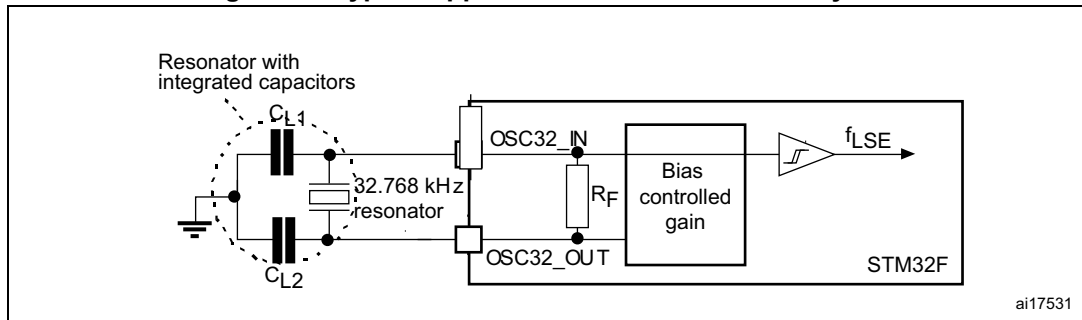 Resonator with
integrated capacitors
CL1
OSC32_IN
fLSE
32.768 kHz
resonator
RF
Bias
controlled
gain
OSC32_OUT
CL2
STM32F
ai17531